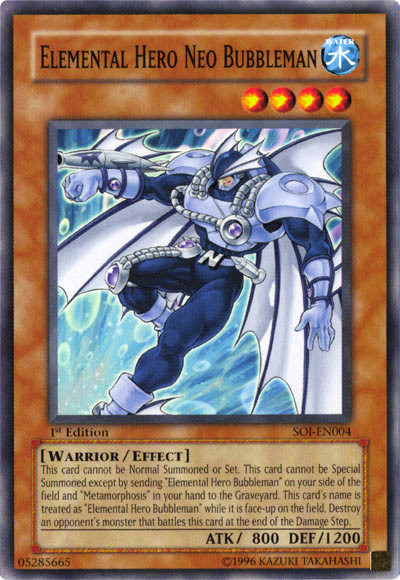 ELEMENTAL HERO NEO BUBBLEMAN
WATER
水
N
1st Edition
SOI-EN004
[WARRIOR / EFFECT]
This card cannot be Normal Summoned or Set. This card cannot be Special
Summoned except by sending "Elemental Hero Bubbleman" on your side of the
field and "Metamorphosis" in your hand to the Graveyard. This card's name is
treated as "Elemental Hero Bubbleman" while it is face-up on the field. Destroy
an opponent's monster that battles this card at the end of the Damage Step.
ATK/ 800 DEF/1200
05285665
©1996 KAZUKI TAKAHASHI